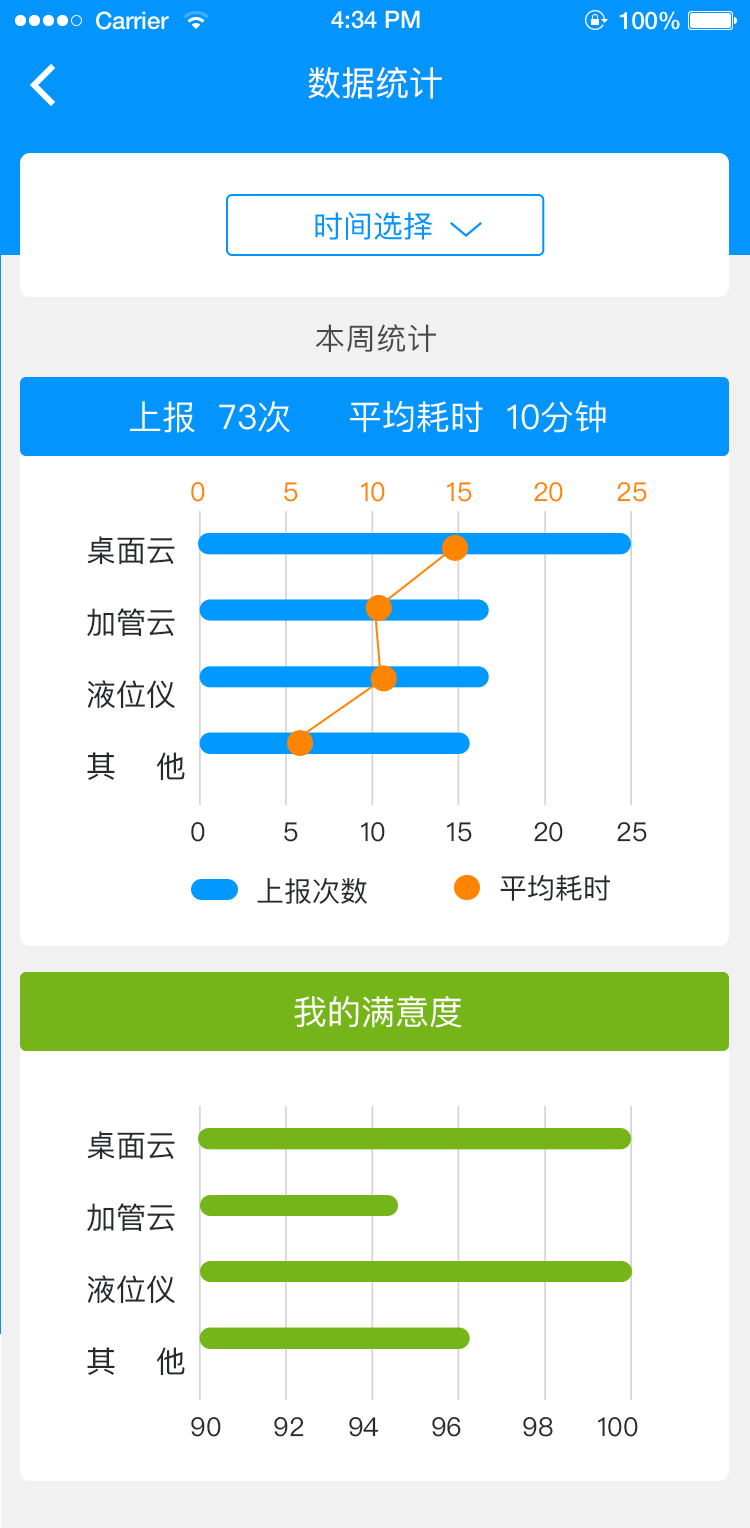 Carrier 4:34 PM 100%
数据统计
时间选择
本周统计
上报 73次 平均耗时 10分钟
0 5 10 15 20 25
桌面云
加管云
液位仪
其 他
0 5 10 15 20 25
上报次数 平均耗时
我的满意度
桌面云
加管云
液位仪
其 他
90 92 94 96 98 100